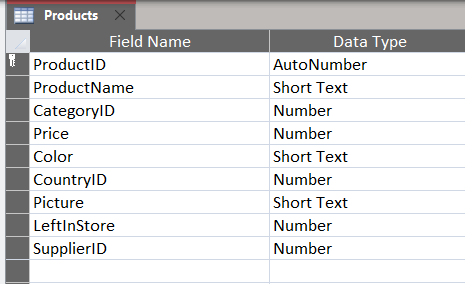 Products
Field Name Data Type
ProductID AutoNumber
ProductName Short Text
CategoryID Number
Price Number
Color Short Text
CountryID Number
Picture Short Text
LeftInStore Number
SupplierID Number